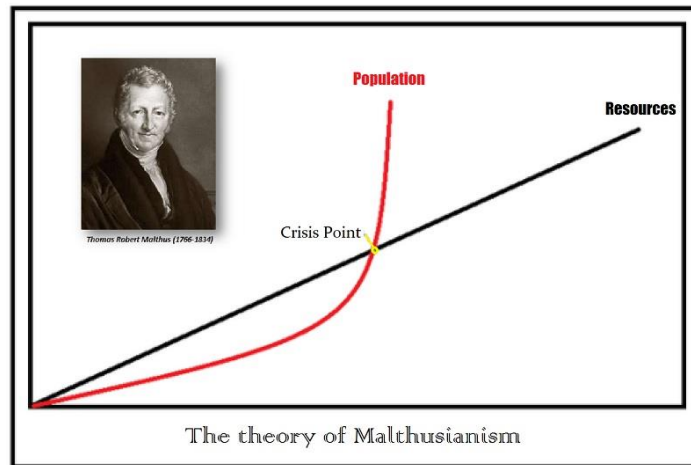 Population
Resources
Crisis Point
Thomas Robert Malthus (1766-1834)
The theory of Malthusianism